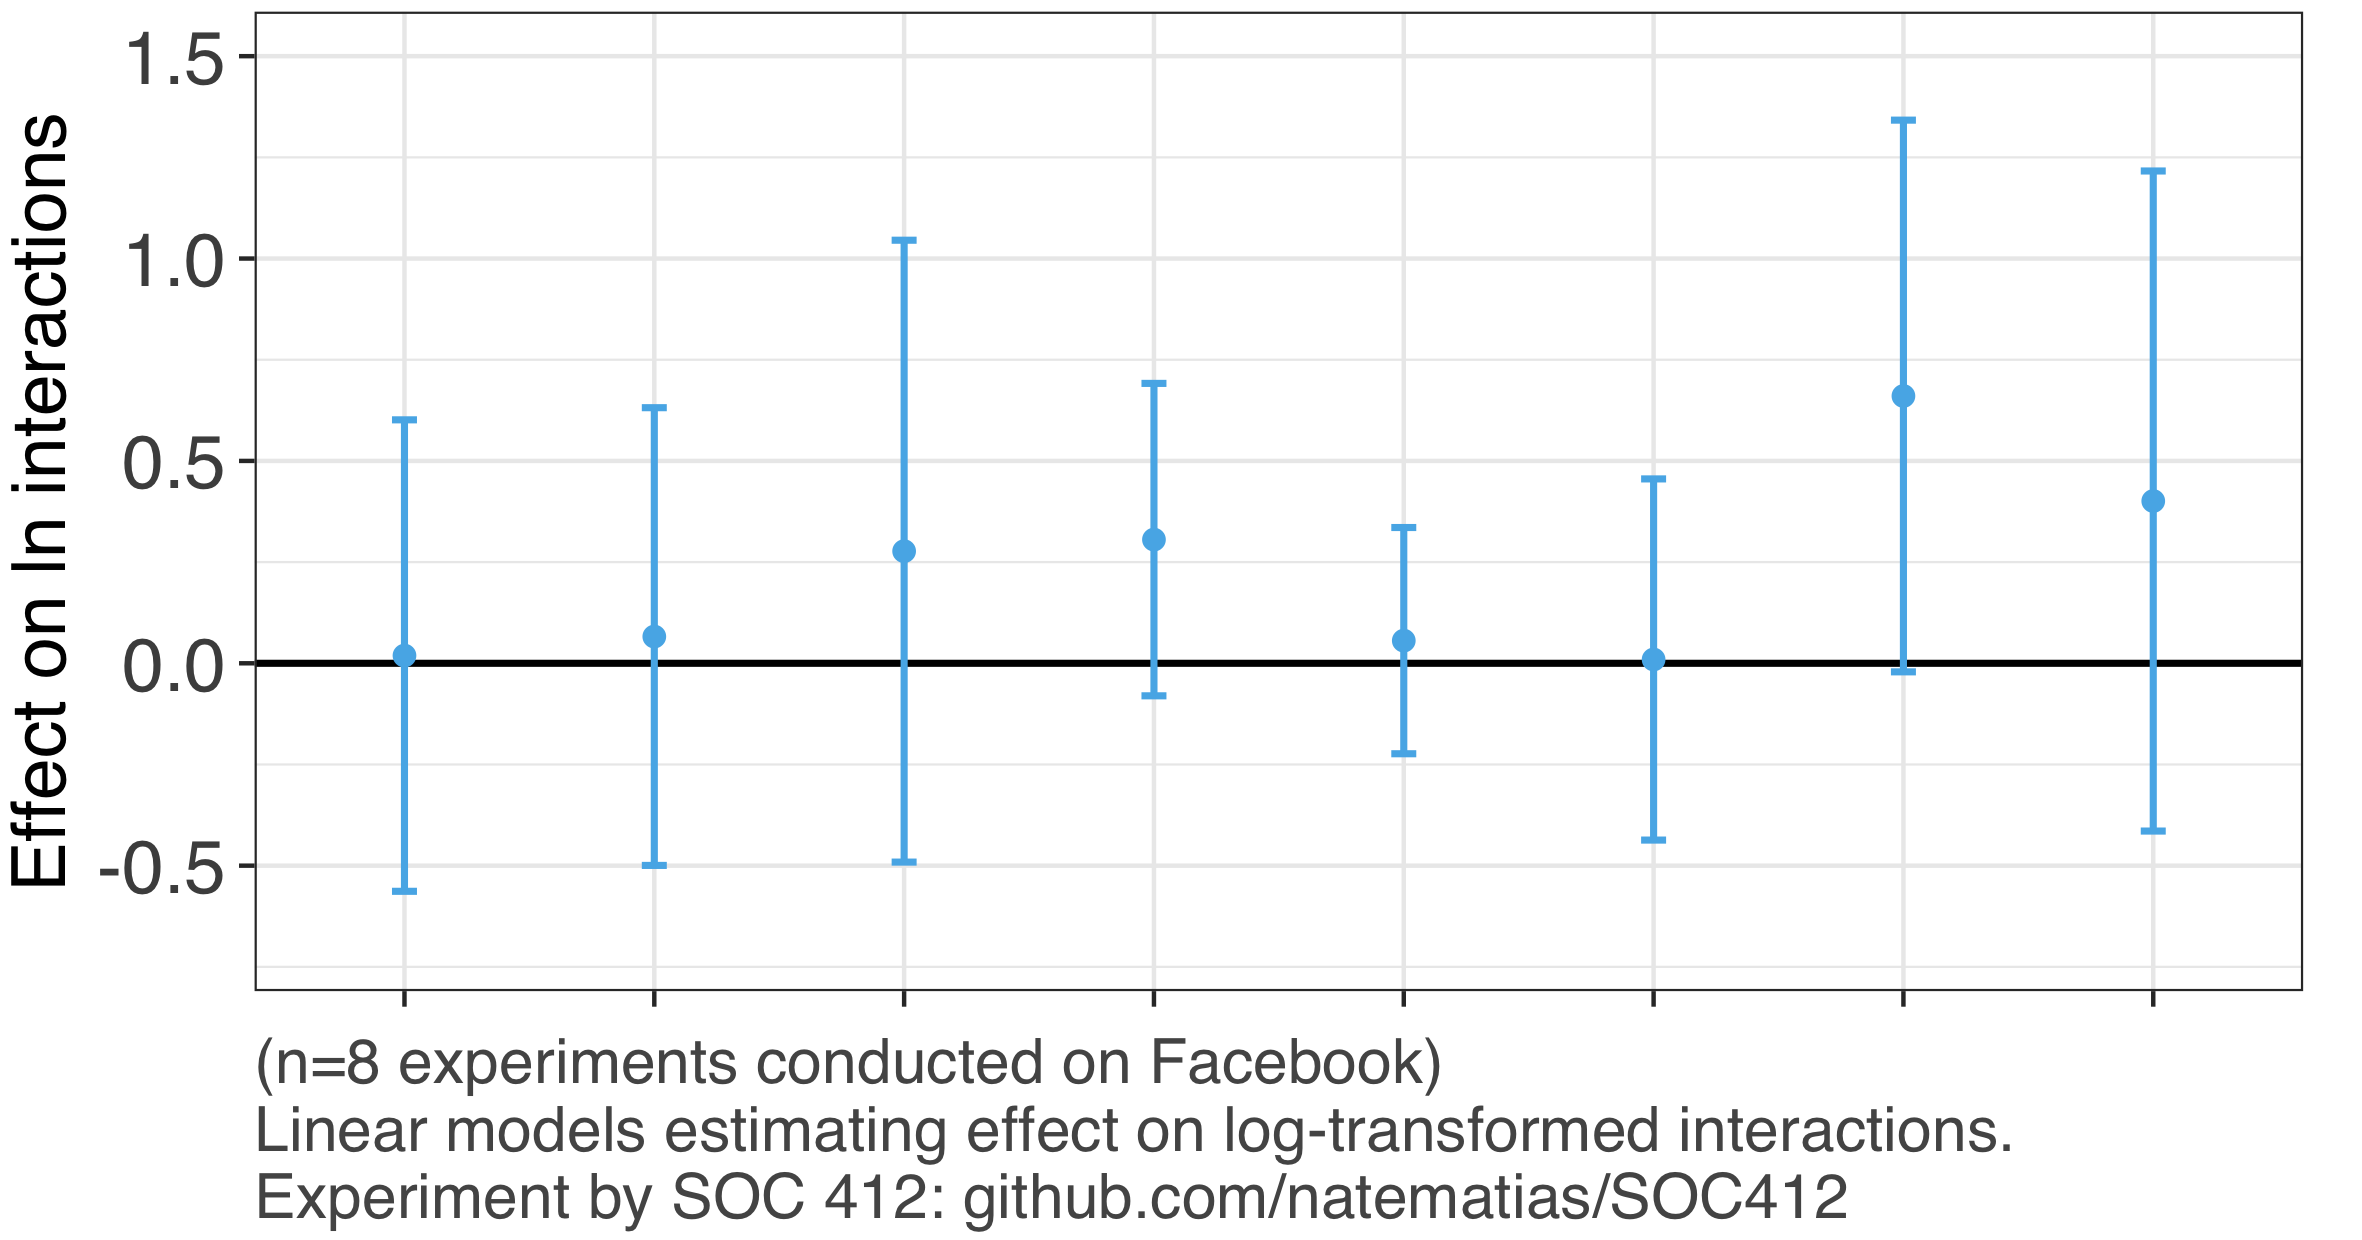 Effect on ln interactions
1.5
1.0
0.5
0.0
-0.5
(n=8 experiments conducted on Facebook)
Linear models estimating effect on log-transformed interactions.
Experiment by SOC 412: github.com/natematias/SOC412